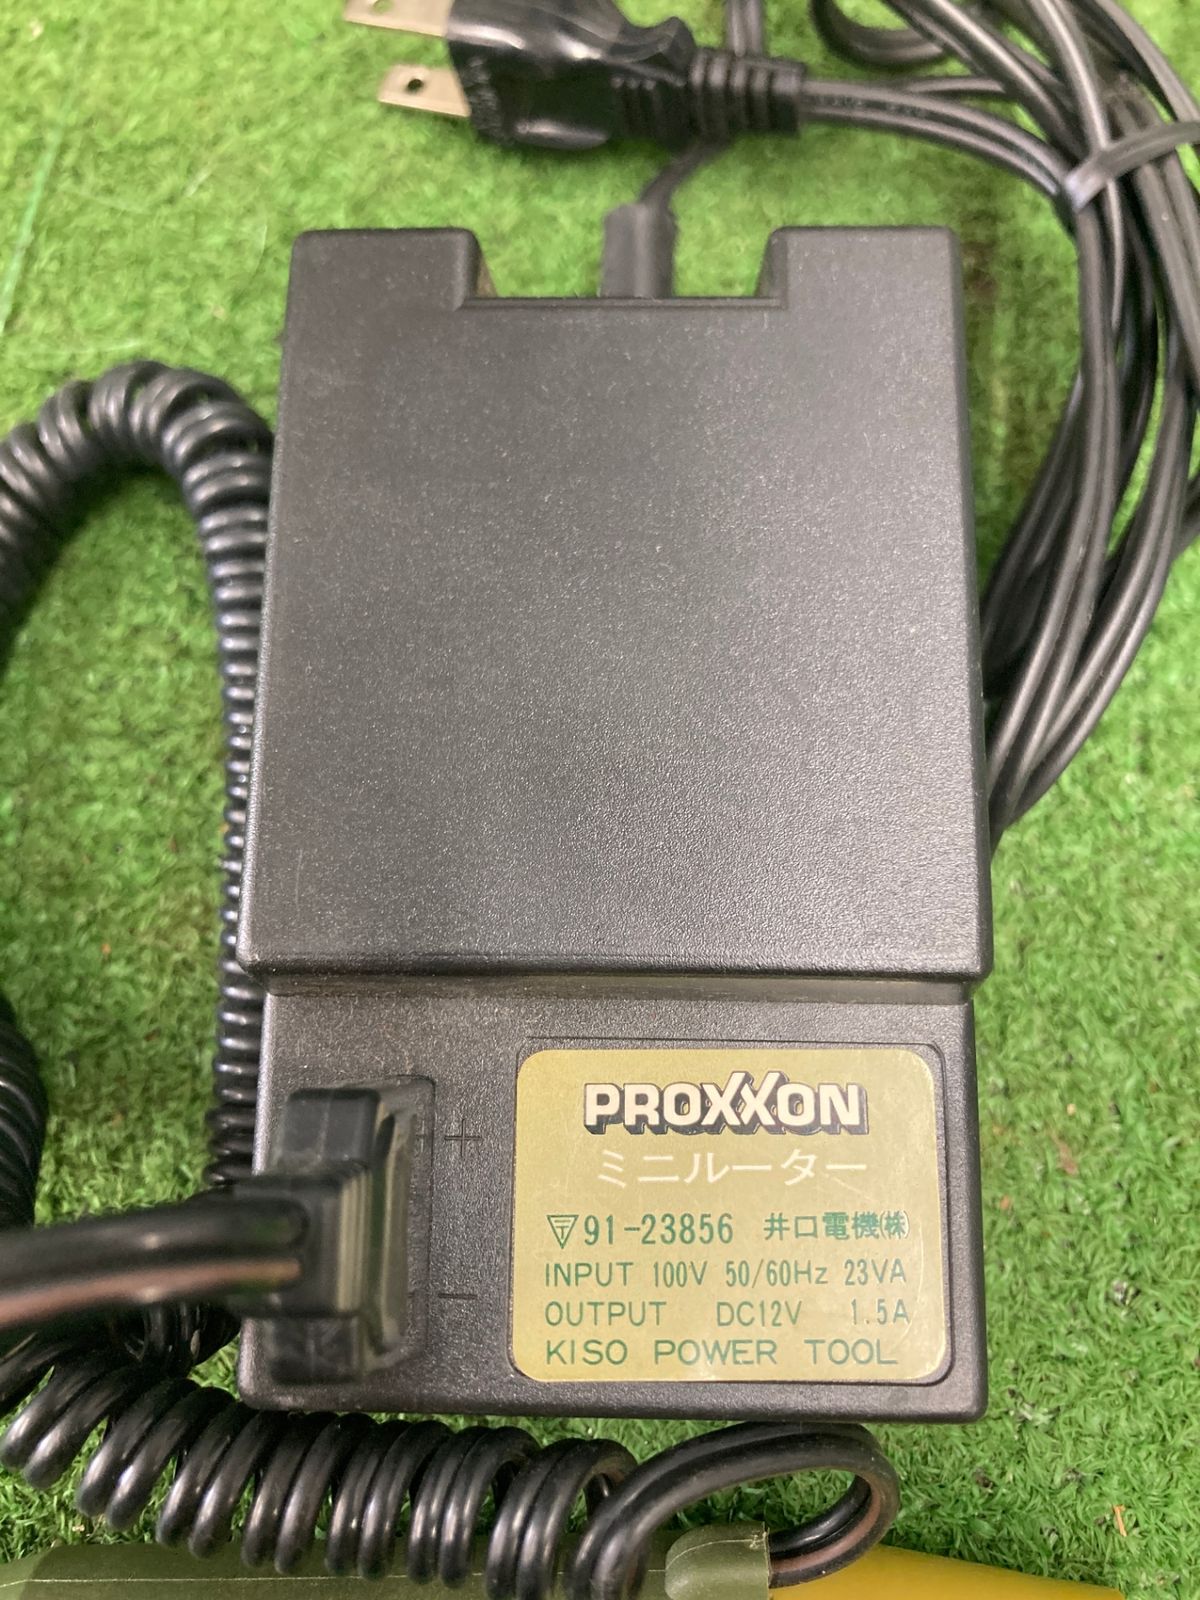 PROXXON
ミニルーター
〒91-23856 井口電機㈱
INPUT 100V 50/60Hz 23VA
OUTPUT DC12V 1.5A
KISO POWER TOOL
+
−